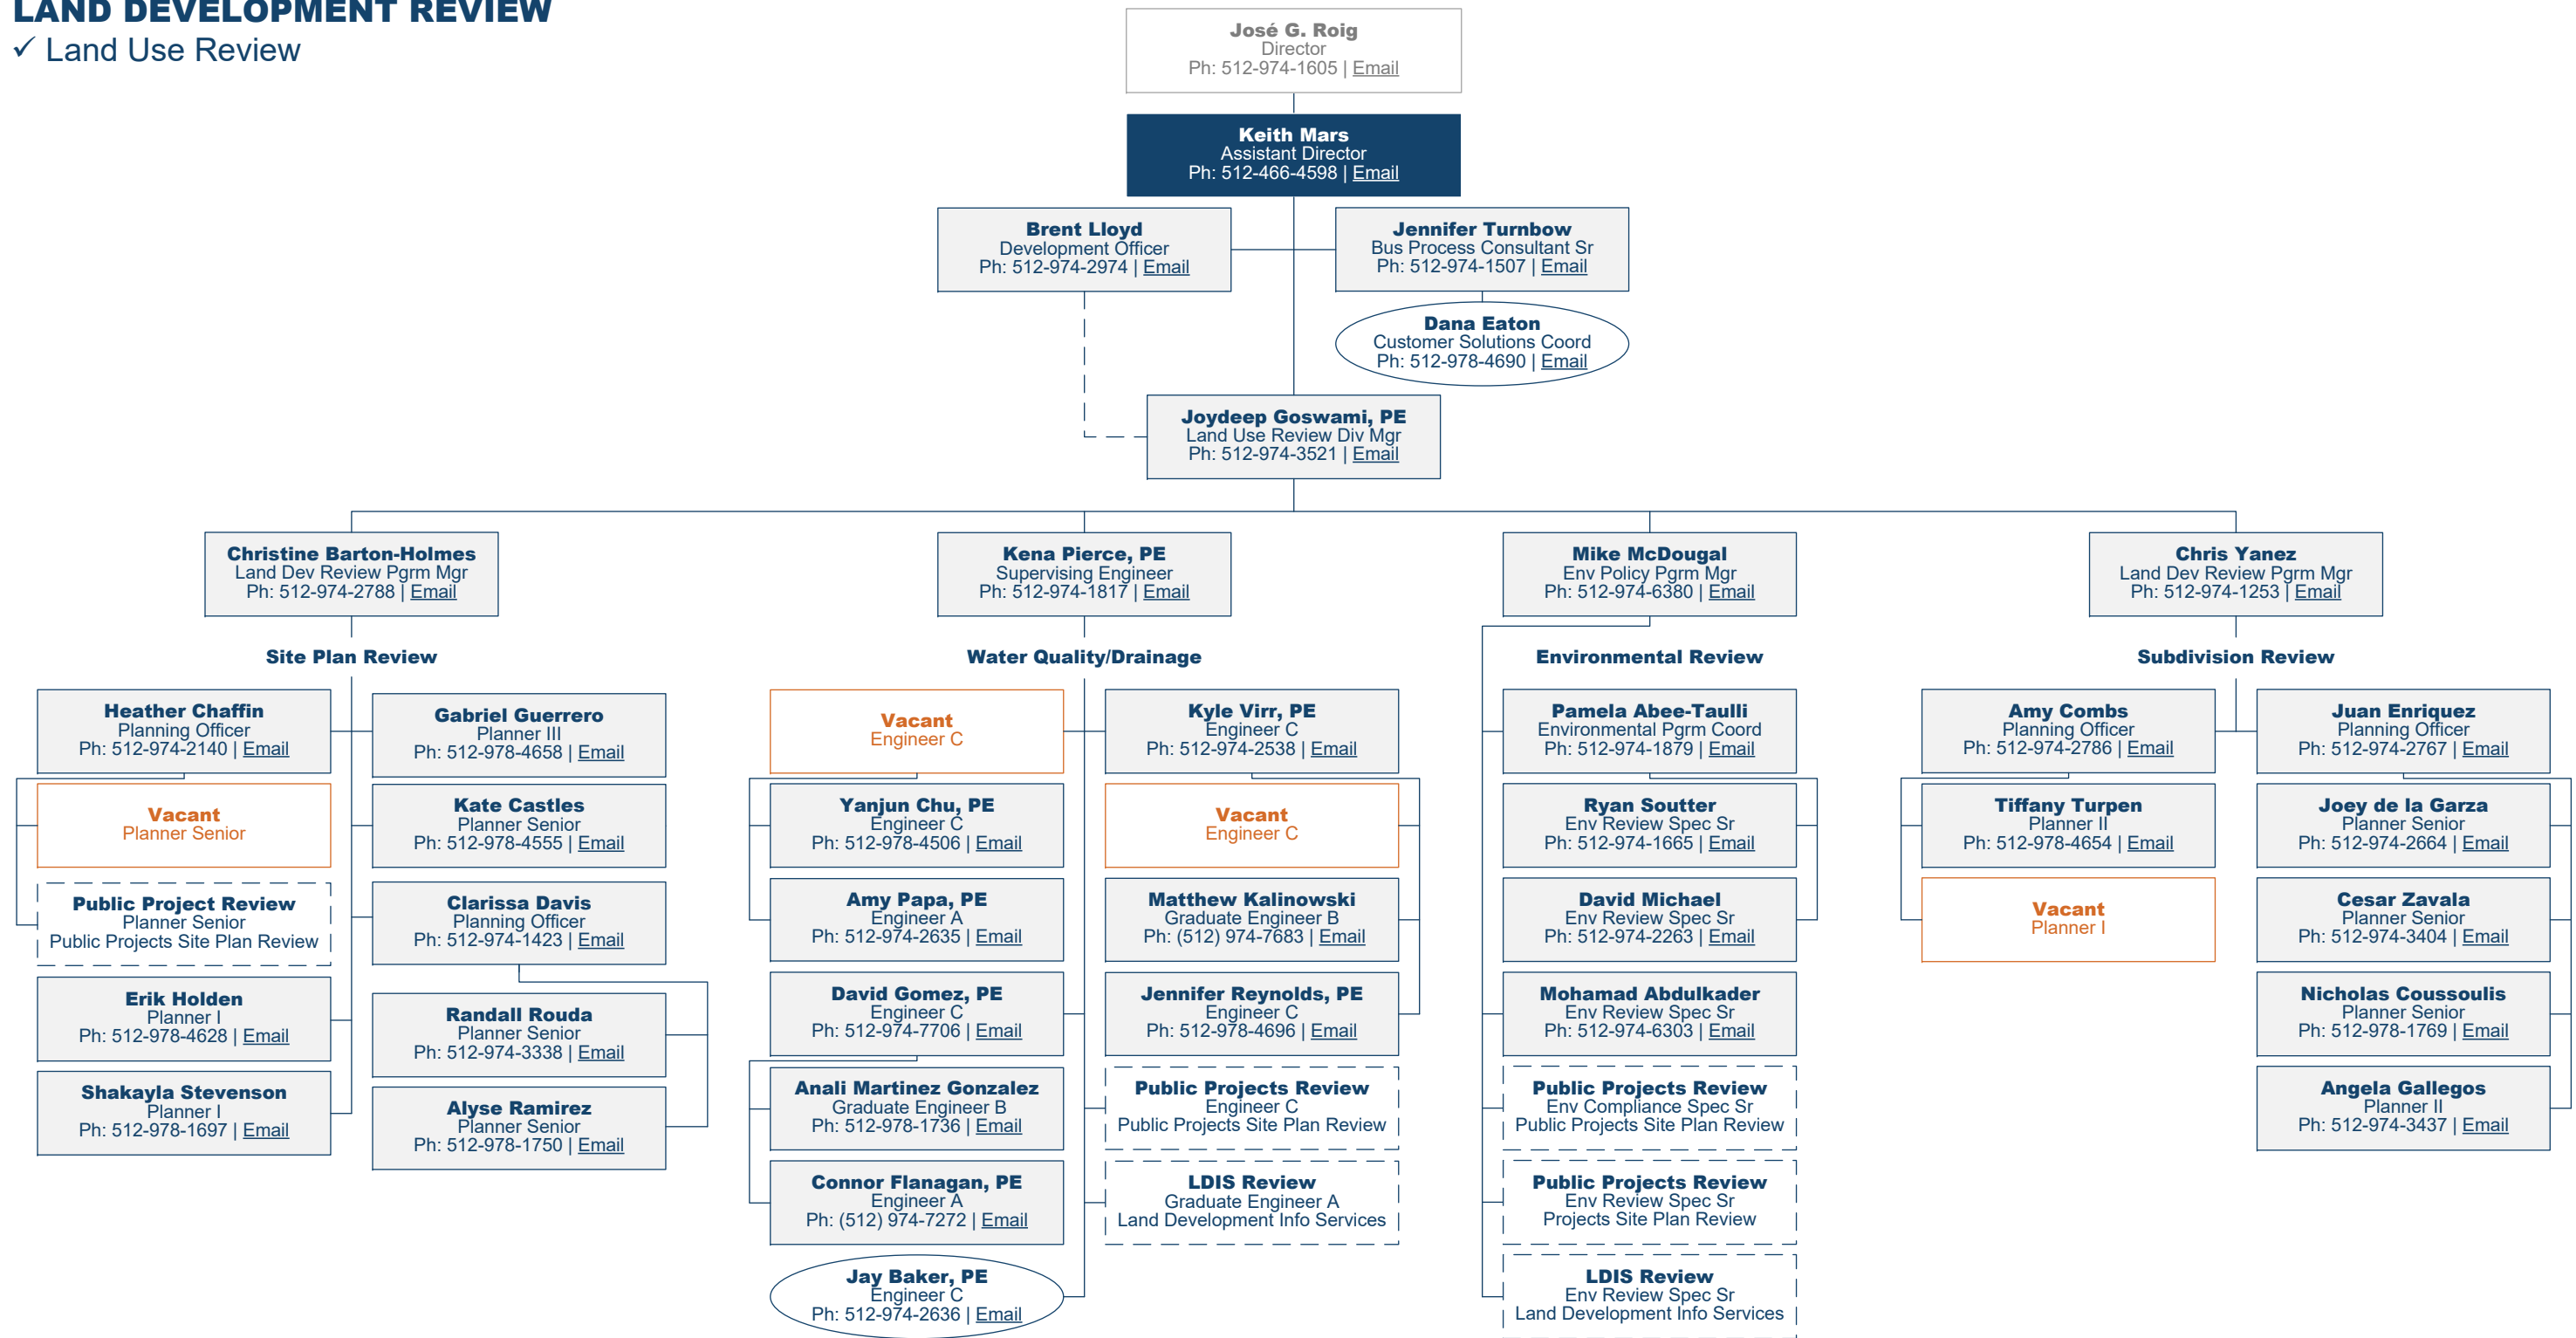 LAND DEVELOPMENT REVIEW
✓ Land Use Review
José G. Roig
Director
Ph: 512-974-1605 | Email
Keith Mars
Assistant Director
Ph: 512-466-4598 | Email
Brent Lloyd
Development Officer
Ph: 512-974-2974 | Email
Jennifer Turnbow
Bus Process Consultant Sr
Ph: 512-974-1507 | Email
Dana Eaton
Customer Solutions Coord
Ph: 512-978-4690 | Email
Joydeep Goswami, PE
Land Use Review Div Mgr
Ph: 512-974-3521 | Email
Christine Barton-Holmes
Land Dev Review Pgrm Mgr
Ph: 512-974-2788 | Email
Kena Pierce, PE
Supervising Engineer
Ph: 512-974-1817 | Email
Mike McDougal
Env Policy Pgrm Mgr
Ph: 512-974-6380 | Email
Chris Yanez
Land Dev Review Pgrm Mgr
Ph: 512-974-1253 | Email
Site Plan Review
Heather Chaffin
Planning Officer
Ph: 512-974-2140 | Email
Vacant
Planner Senior
Public Project Review
Planner Senior
Public Projects Site Plan Review
Erik Holden
Planner I
Ph: 512-978-4628 | Email
Shakayla Stevenson
Planner I
Ph: 512-978-1697 | Email
Gabriel Guerrero
Planner III
Ph: 512-978-4658 | Email
Kate Castles
Planner Senior
Ph: 512-978-4555 | Email
Clarissa Davis
Planning Officer
Ph: 512-974-1423 | Email
Randall Rouda
Planner Senior
Ph: 512-974-3338 | Email
Alyse Ramirez
Planner Senior
Ph: 512-978-1750 | Email
Water Quality/Drainage
Vacant
Engineer C
Yanjun Chu, PE
Engineer C
Ph: 512-978-4506 | Email
Amy Papa, PE
Engineer A
Ph: 512-974-2635 | Email
David Gomez, PE
Engineer C
Ph: 512-974-7706 | Email
Anali Martinez Gonzalez
Graduate Engineer B
Ph: 512-978-1736 | Email
Connor Flanagan, PE
Engineer A
Ph: (512) 974-7272 | Email
Jay Baker, PE
Engineer C
Ph: 512-974-2636 | Email
Kyle Virr, PE
Engineer C
Ph: 512-974-2538 | Email
Vacant
Engineer C
Matthew Kalinowski
Graduate Engineer B
Ph: (512) 974-7683 | Email
Jennifer Reynolds, PE
Engineer C
Ph: 512-978-4696 | Email
Public Projects Review
Engineer C
Public Projects Site Plan Review
LDIS Review
Graduate Engineer A
Land Development Info Services
Environmental Review
Pamela Abee-Taulli
Environmental Pgrm Coord
Ph: 512-974-1879 | Email
Ryan Soutter
Env Review Spec Sr
Ph: 512-974-1665 | Email
David Michael
Env Review Spec Sr
Ph: 512-974-2263 | Email
Mohamad Abdulkader
Env Review Spec Sr
Ph: 512-974-6303 | Email
Public Projects Review
Env Compliance Spec Sr
Public Projects Site Plan Review
Public Projects Review
Env Review Spec Sr
Projects Site Plan Review
LDIS Review
Env Review Spec Sr
Land Development Info Services
Subdivision Review
Amy Combs
Planning Officer
Ph: 512-974-2786 | Email
Tiffany Turpen
Planner II
Ph: 512-978-4654 | Email
Vacant
Planner I
Juan Enriquez
Planning Officer
Ph: 512-974-2767 | Email
Joey de la Garza
Planner Senior
Ph: 512-974-2664 | Email
Cesar Zavala
Planner Senior
Ph: 512-974-3404 | Email
Nicholas Coussoulis
Planner Senior
Ph: 512-978-1769 | Email
Angela Gallegos
Planner II
Ph: 512-974-3437 | Email